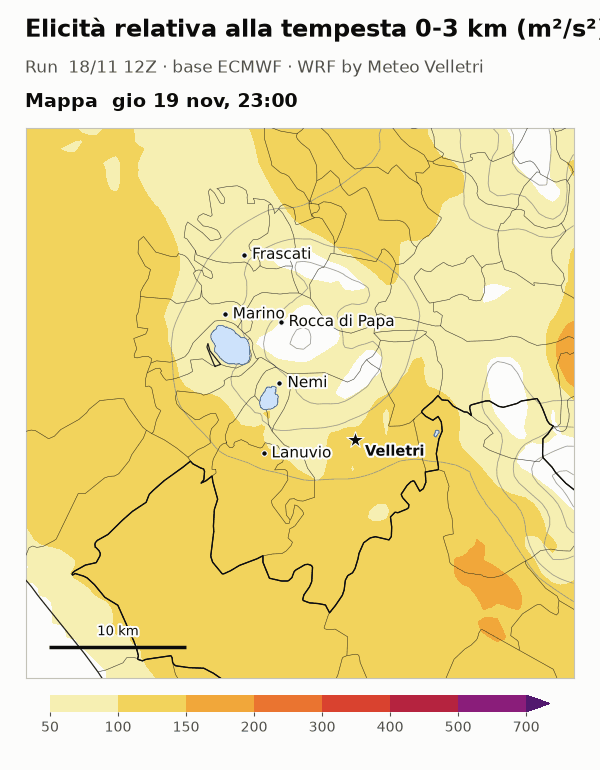 Elicità relativa alla tempesta 0-3 km (m²/s²)
Run 18/11 12Z · base ECMWF · WRF by Meteo Velletri
Mappa gio 19 nov, 23:00
Frascati
Marino
Rocca di Papa
Nemi
Velletri
Lanuvio
10 km
50 100 150 200 300 400 500 700